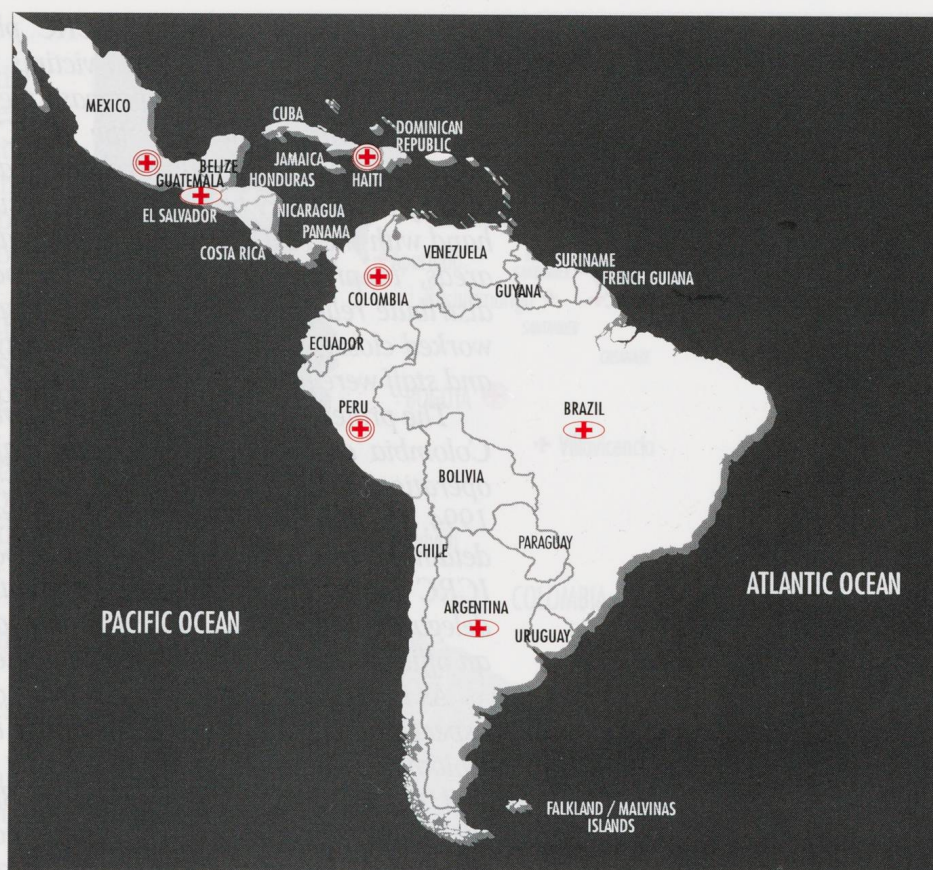 MEXICO
CUBA
DOMINICAN
REPUBLIC
JAMAICA
HAITI
BELIZE
GUATEMALA
HONDURAS
EL SALVADOR
NICARAGUA
PANAMA
COSTA RICA
VENEZUELA
SURINAME
FRENCH GUIANA
GUYANA
COLOMBIA
ECUADOR
PERU
BRAZIL
BOLIVIA
CHILE
PARAGUAY
ATLANTIC OCEAN
PACIFIC OCEAN
ARGENTINA
URUGUAY
FALKLAND / MALVINAS
ISLANDS